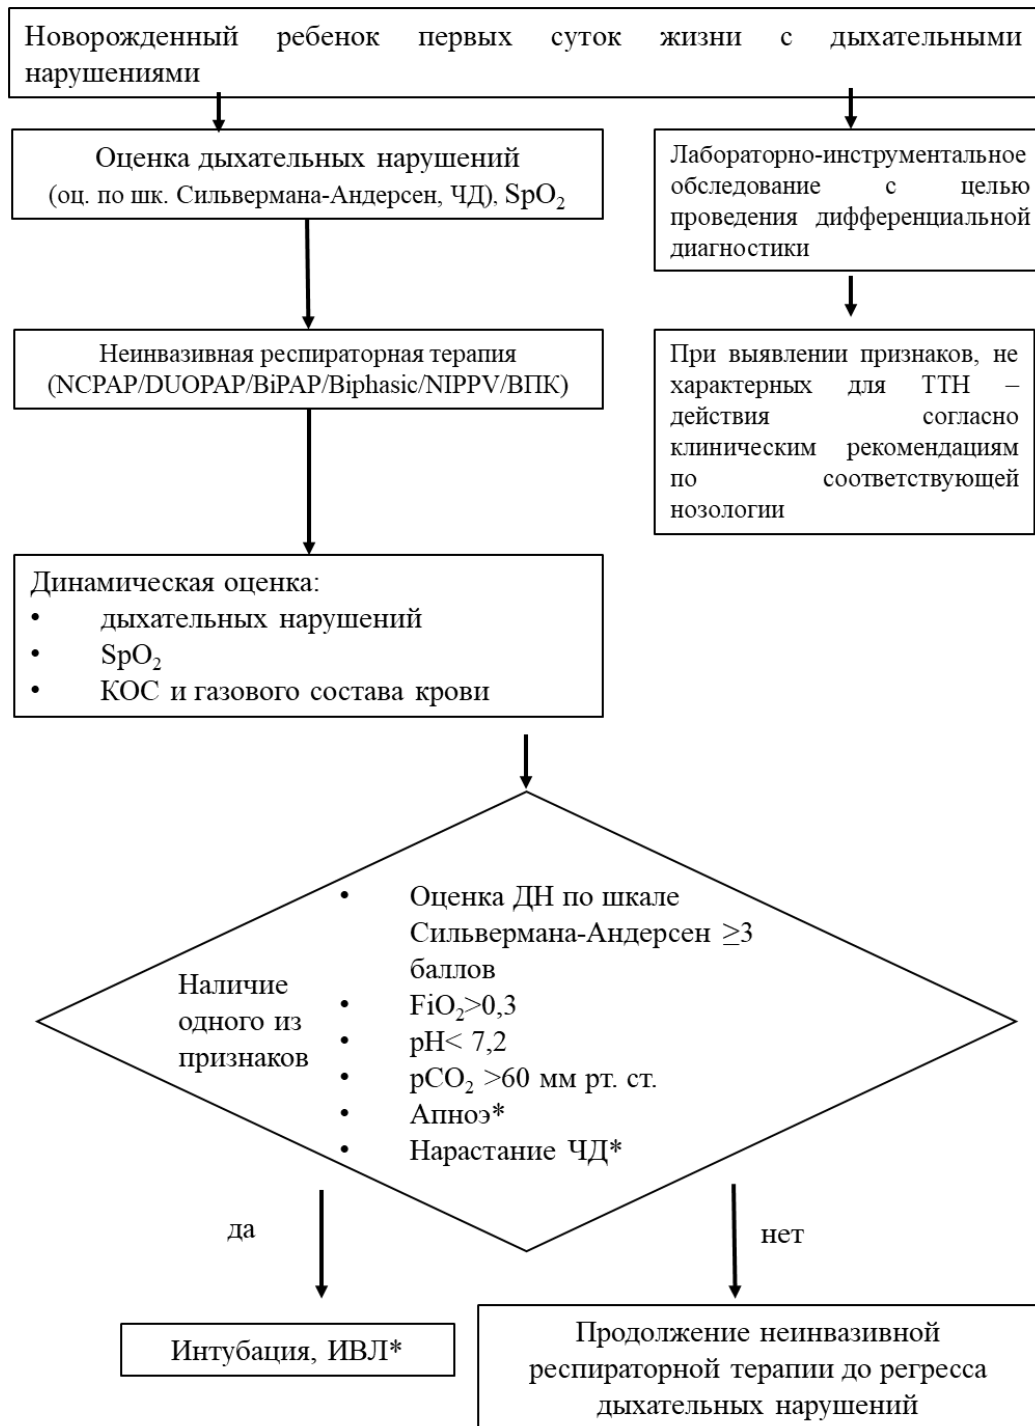 Новорожденный ребенок первых суток жизни с дыхательными
нарушениями
Оценка дыхательных нарушений
(оц. по шк. Сильвермана-Андерсен, ЧД), SpO₂
Лабораторно-инструментальное
обследование с целью
проведения дифференциальной
диагностики
Неинвазивная респираторная терапия
(NCPAP/DUOPAP/BiPAP/Biphasic/NIPPV/ВПК)
При выявлении признаков, не
характерных для ТТН –
действия согласно
клиническим рекомендациям
по соответствующей
нозологии
Динамическая оценка:
• дыхательных нарушений
• SpO₂
• КОС и газового состава крови
Наличие
одного из
признаков
• Оценка ДН по шкале
Сильвермана-Андерсен ≥3
баллов
• FiO₂>0,3
• pH< 7,2
• pCO₂ >60 мм рт. ст.
• Апноэ*
• Нарастание ЧД*
да
нет
Интубация, ИВЛ*
Продолжение неинвазивной
респираторной терапии до регресса
дыхательных нарушений